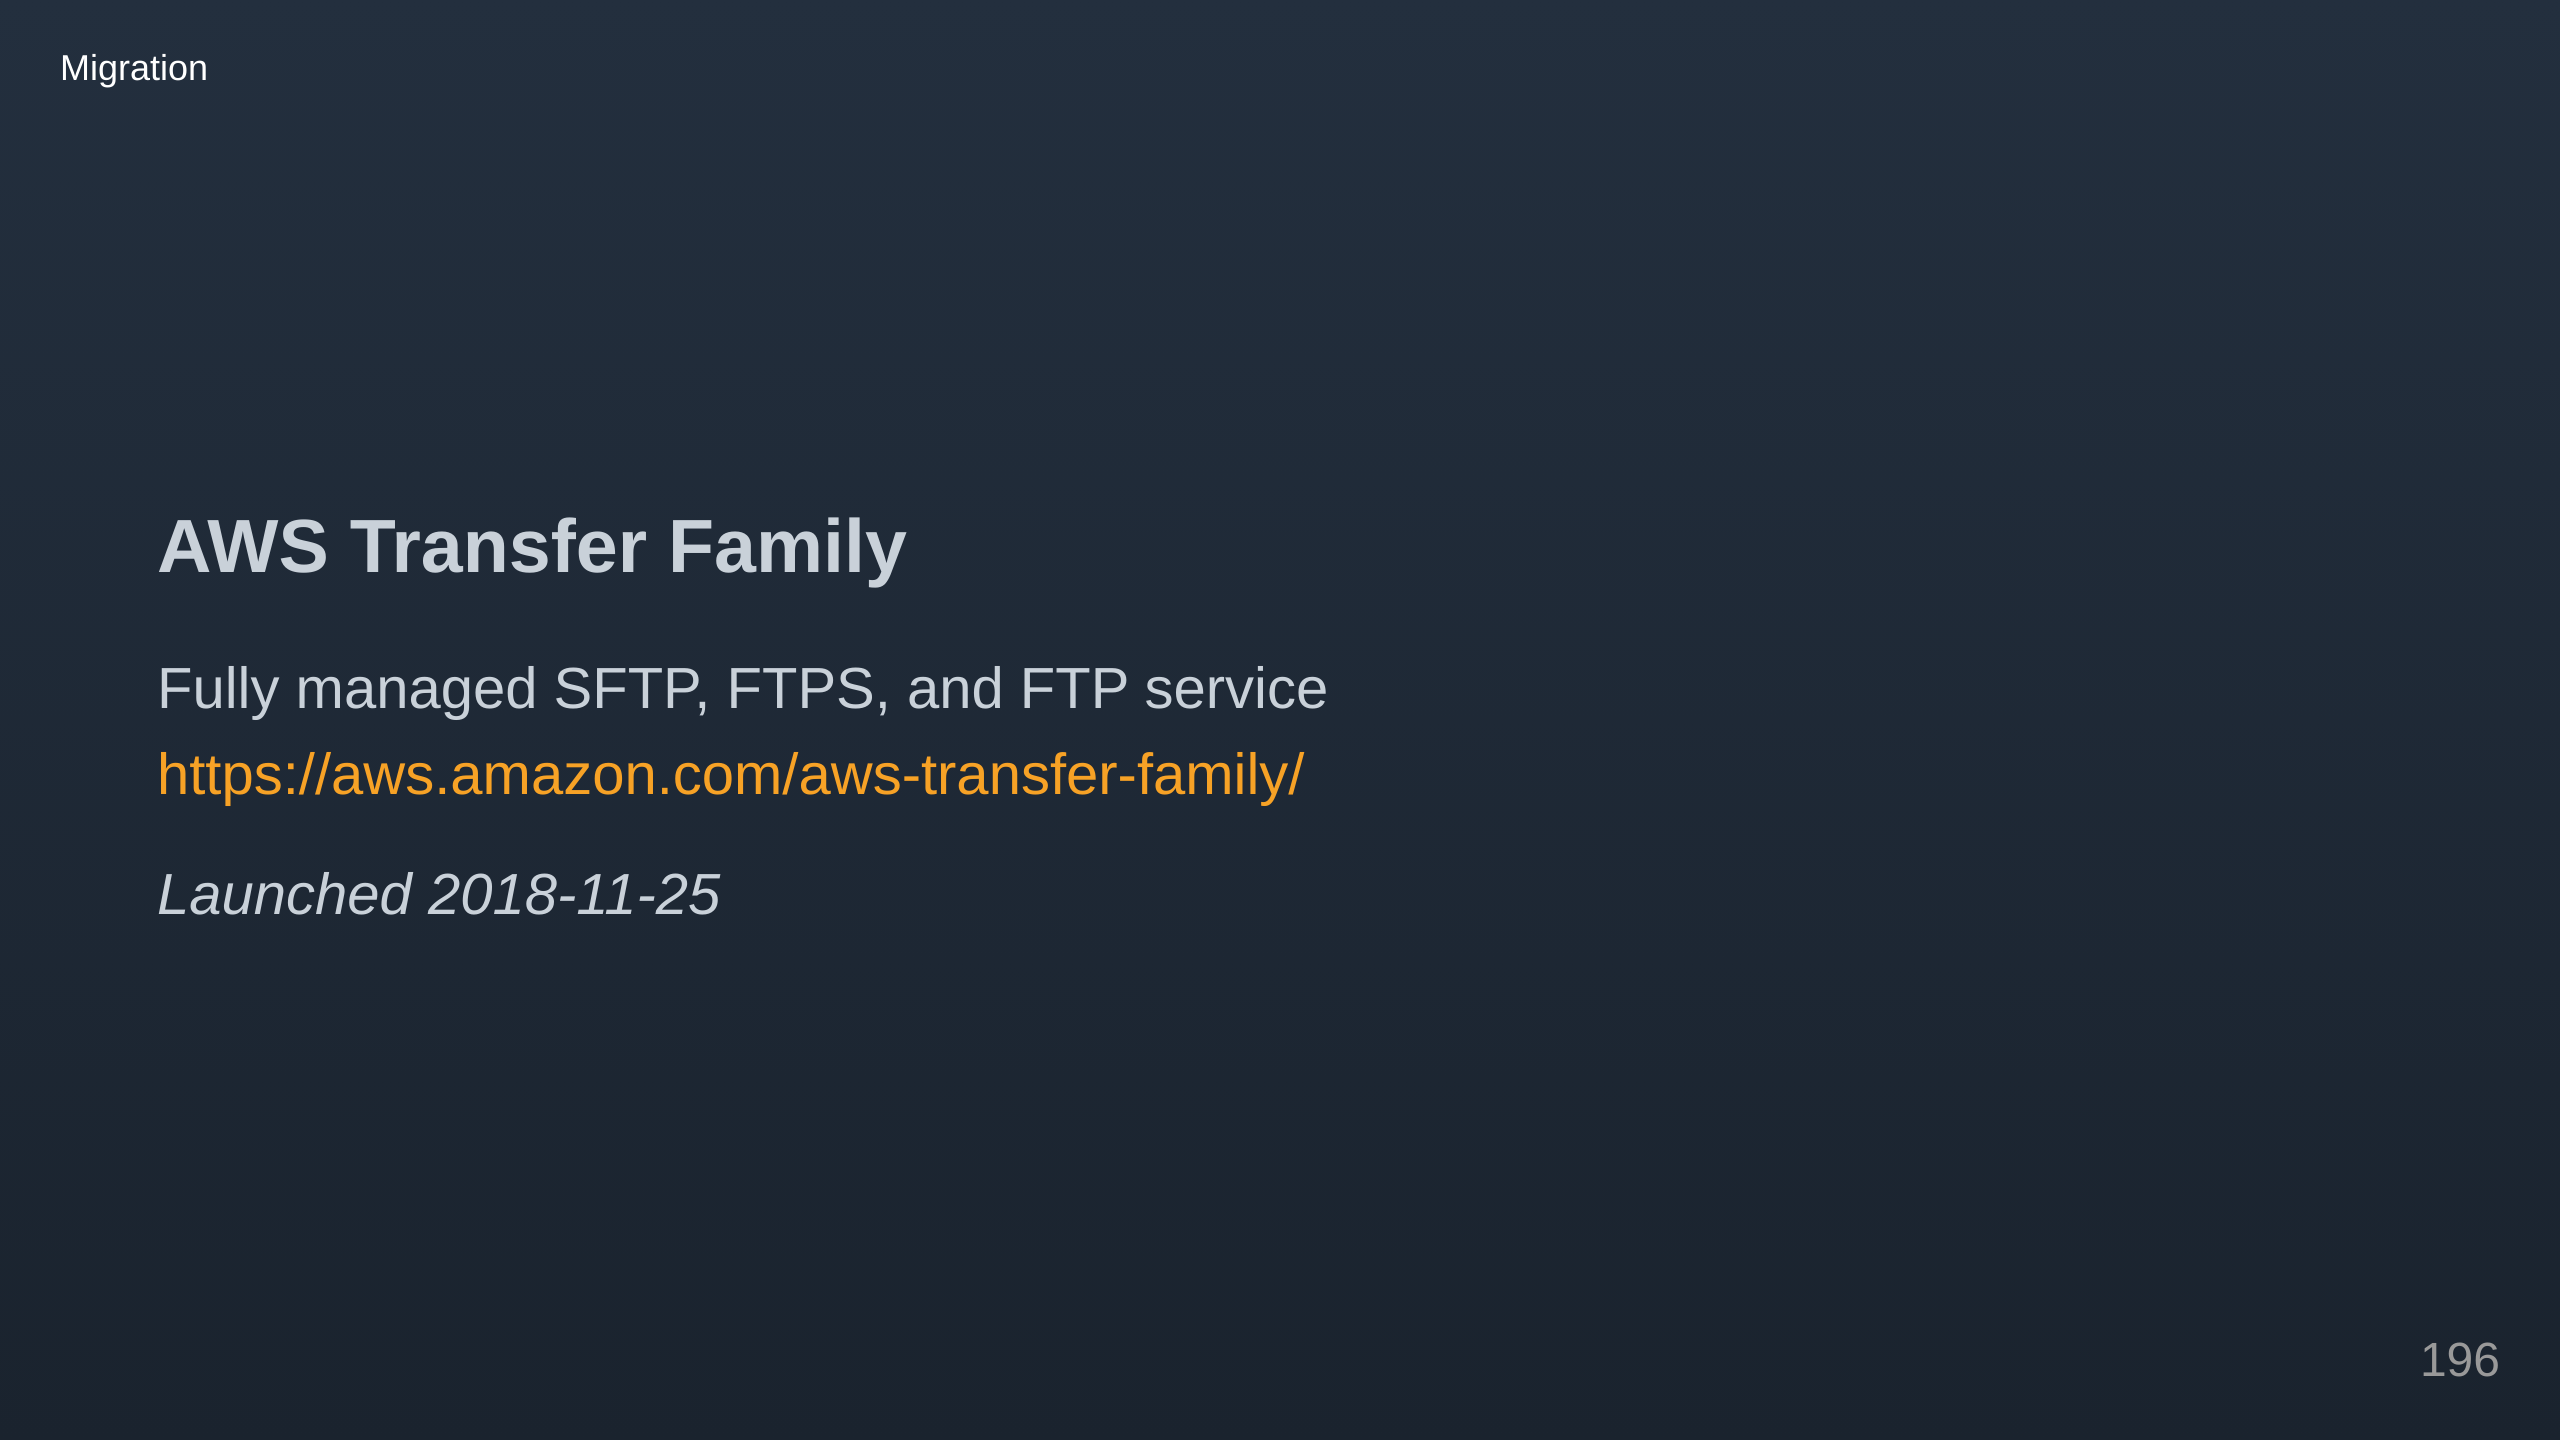 Migration
AWS Transfer Family
Fully managed SFTP, FTPS, and FTP service
https://aws.amazon.com/aws-transfer-family/
Launched 2018-11-25
196